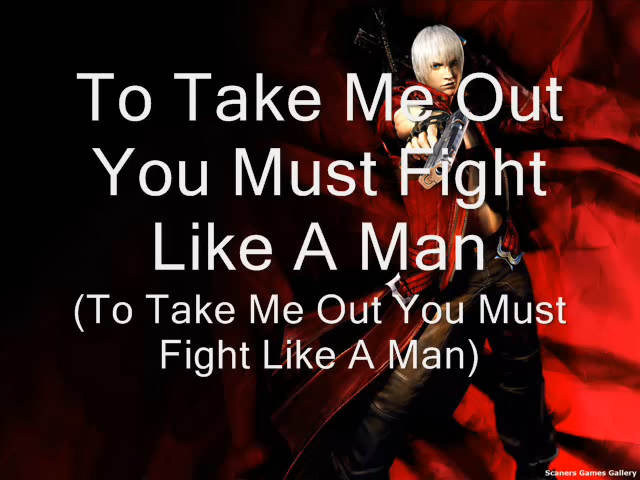 To Take Me Out
You Must Fight
Like A Man
(To Take Me Out You Must
Fight Like A Man)
Scaners Games Gallery